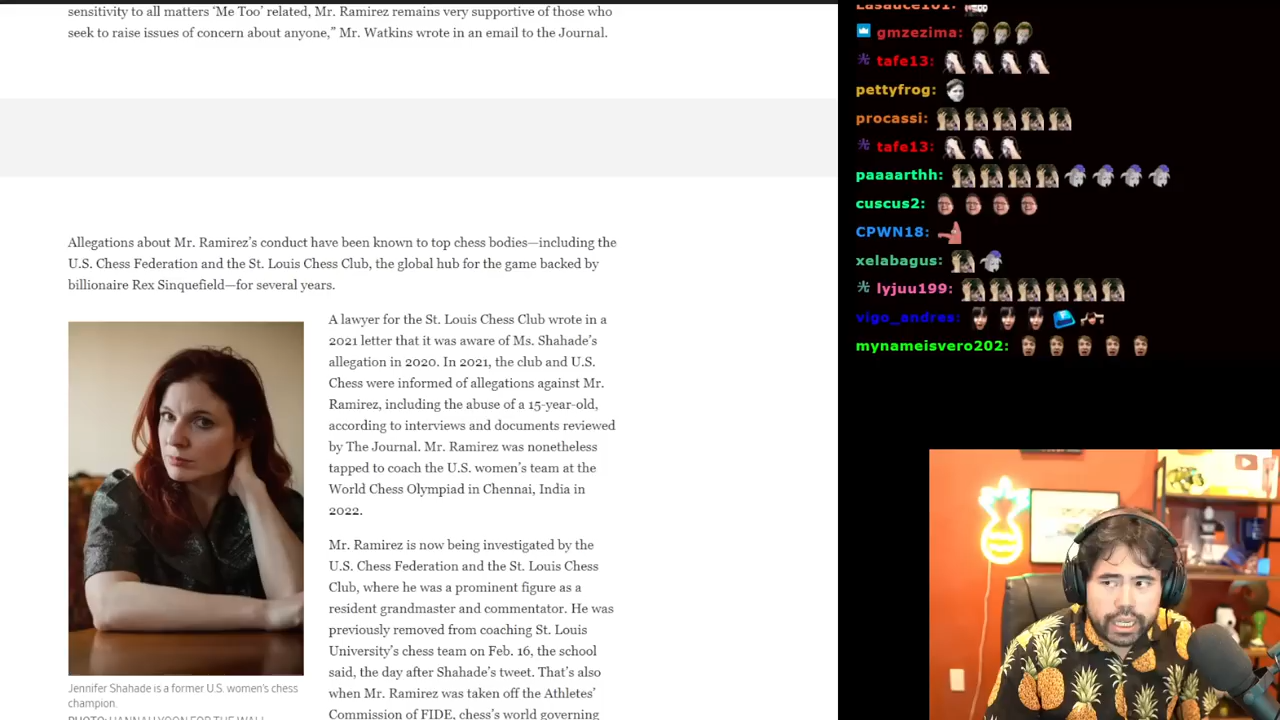 sensitivity to all matters ‘Me Too’ related, Mr. Ramirez remains very supportive of those who
seek to raise issues of concern about anyone,” Mr. Watkins wrote in an email to the Journal.
Allegations about Mr. Ramirez’s conduct have been known to top chess bodies—including the
U.S. Chess Federation and the St. Louis Chess Club, the global hub for the game backed by
billionaire Rex Sinquefield—for several years.
A lawyer for the St. Louis Chess Club wrote in a
2021 letter that it was aware of Ms. Shahade’s
allegation in 2020. In 2021, the club and U.S.
Chess were informed of allegations against Mr.
Ramirez, including the abuse of a 15-year-old,
according to interviews and documents reviewed
by The Journal. Mr. Ramirez was nonetheless
tapped to coach the U.S. women’s team at the
World Chess Olympiad in Chennai, India in
2022.
Mr. Ramirez is now being investigated by the
U.S. Chess Federation and the St. Louis Chess
Club, where he was a prominent figure as a
resident grandmaster and commentator. He was
previously removed from coaching St. Louis
University’s chess team on Feb. 16, the school
said, the day after Shahade’s tweet. That’s also
when Mr. Ramirez was taken off the Athletes’
Commission of FIDE, chess’s world governing
Jennifer Shahade is a former U.S. women’s chess
champion.
PHOTO: HANNAH YOON FOR THE WALL
Lasauce101:
gmzezima:
tafe13:
pettyfrog:
procassi:
tafe13:
paaaarthh:
cuscus2:
CPWN18:
xelabagus:
lyjuu199:
vigo_andres:
mynameisvero202: